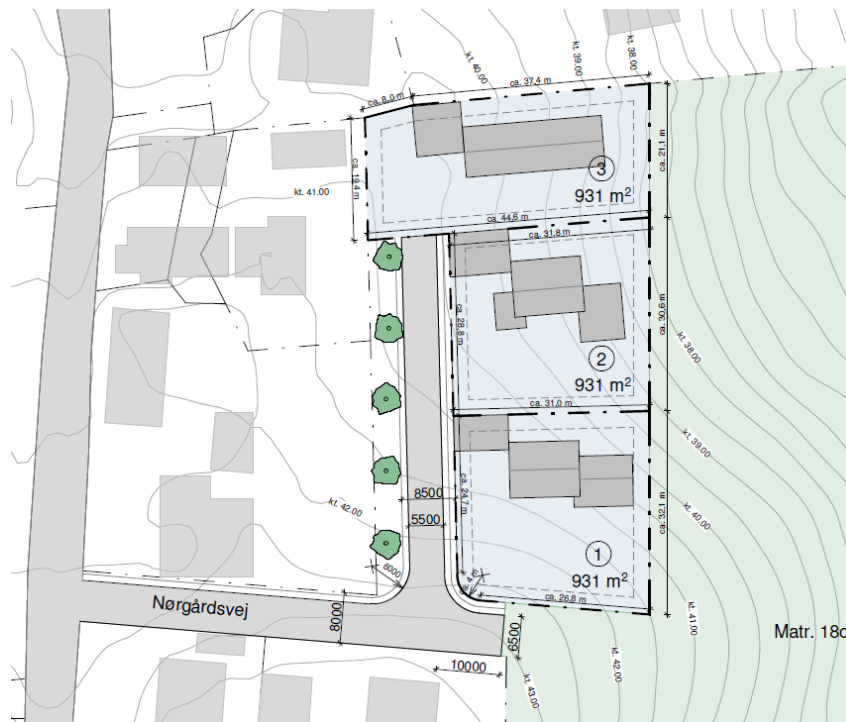 kt. 40.00
kt. 39.00
kt. 38.00
ca. 37,4 m
ca. 8,0 m
ca. 19,4 m
kt. 41.00
3
931 m²
ca. 21,1 m
ca. 44,6 m
ca. 31,8 m
ca. 28,8 m
ca. 30,6 m
2
931 m²
kt. 38.00
ca. 31,0 m
kt. 39.00
ca. 24,7 m
8500
kt. 42.00
5500
ca. 32,1 m
kt. 40.00
1
931 m²
6000
ca. 4 m
ca. 26,8 m
Nørgårdsvej
8000
6500
kt. 41.00
Matr. 18c
10000
kt. 42.00
kt. 43.00